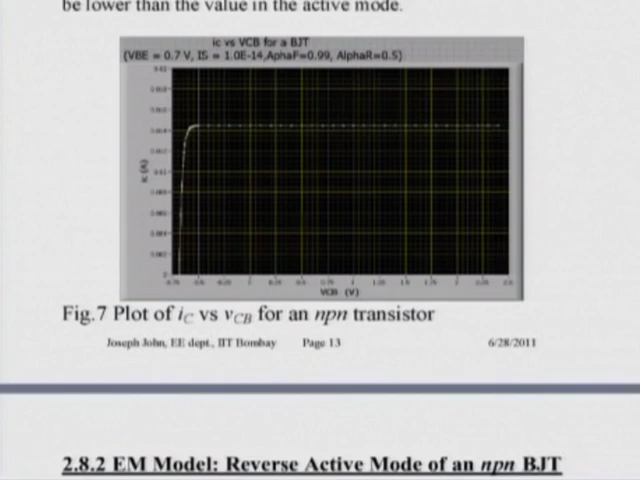 be lower than the value in the active mode.
ic vs VCB for a BJT
(VBE = 0.7 V, IS = 1.0E-14,AphaF=0.99, AlphaR=0.5)
ic (A)
VCB (V)
Fig.7 Plot of iC vs vCB for an npn transistor
Joseph John, EE dept., IIT Bombay Page 13 6/28/2011
2.8.2 EM Model: Reverse Active Mode of an npn BJT